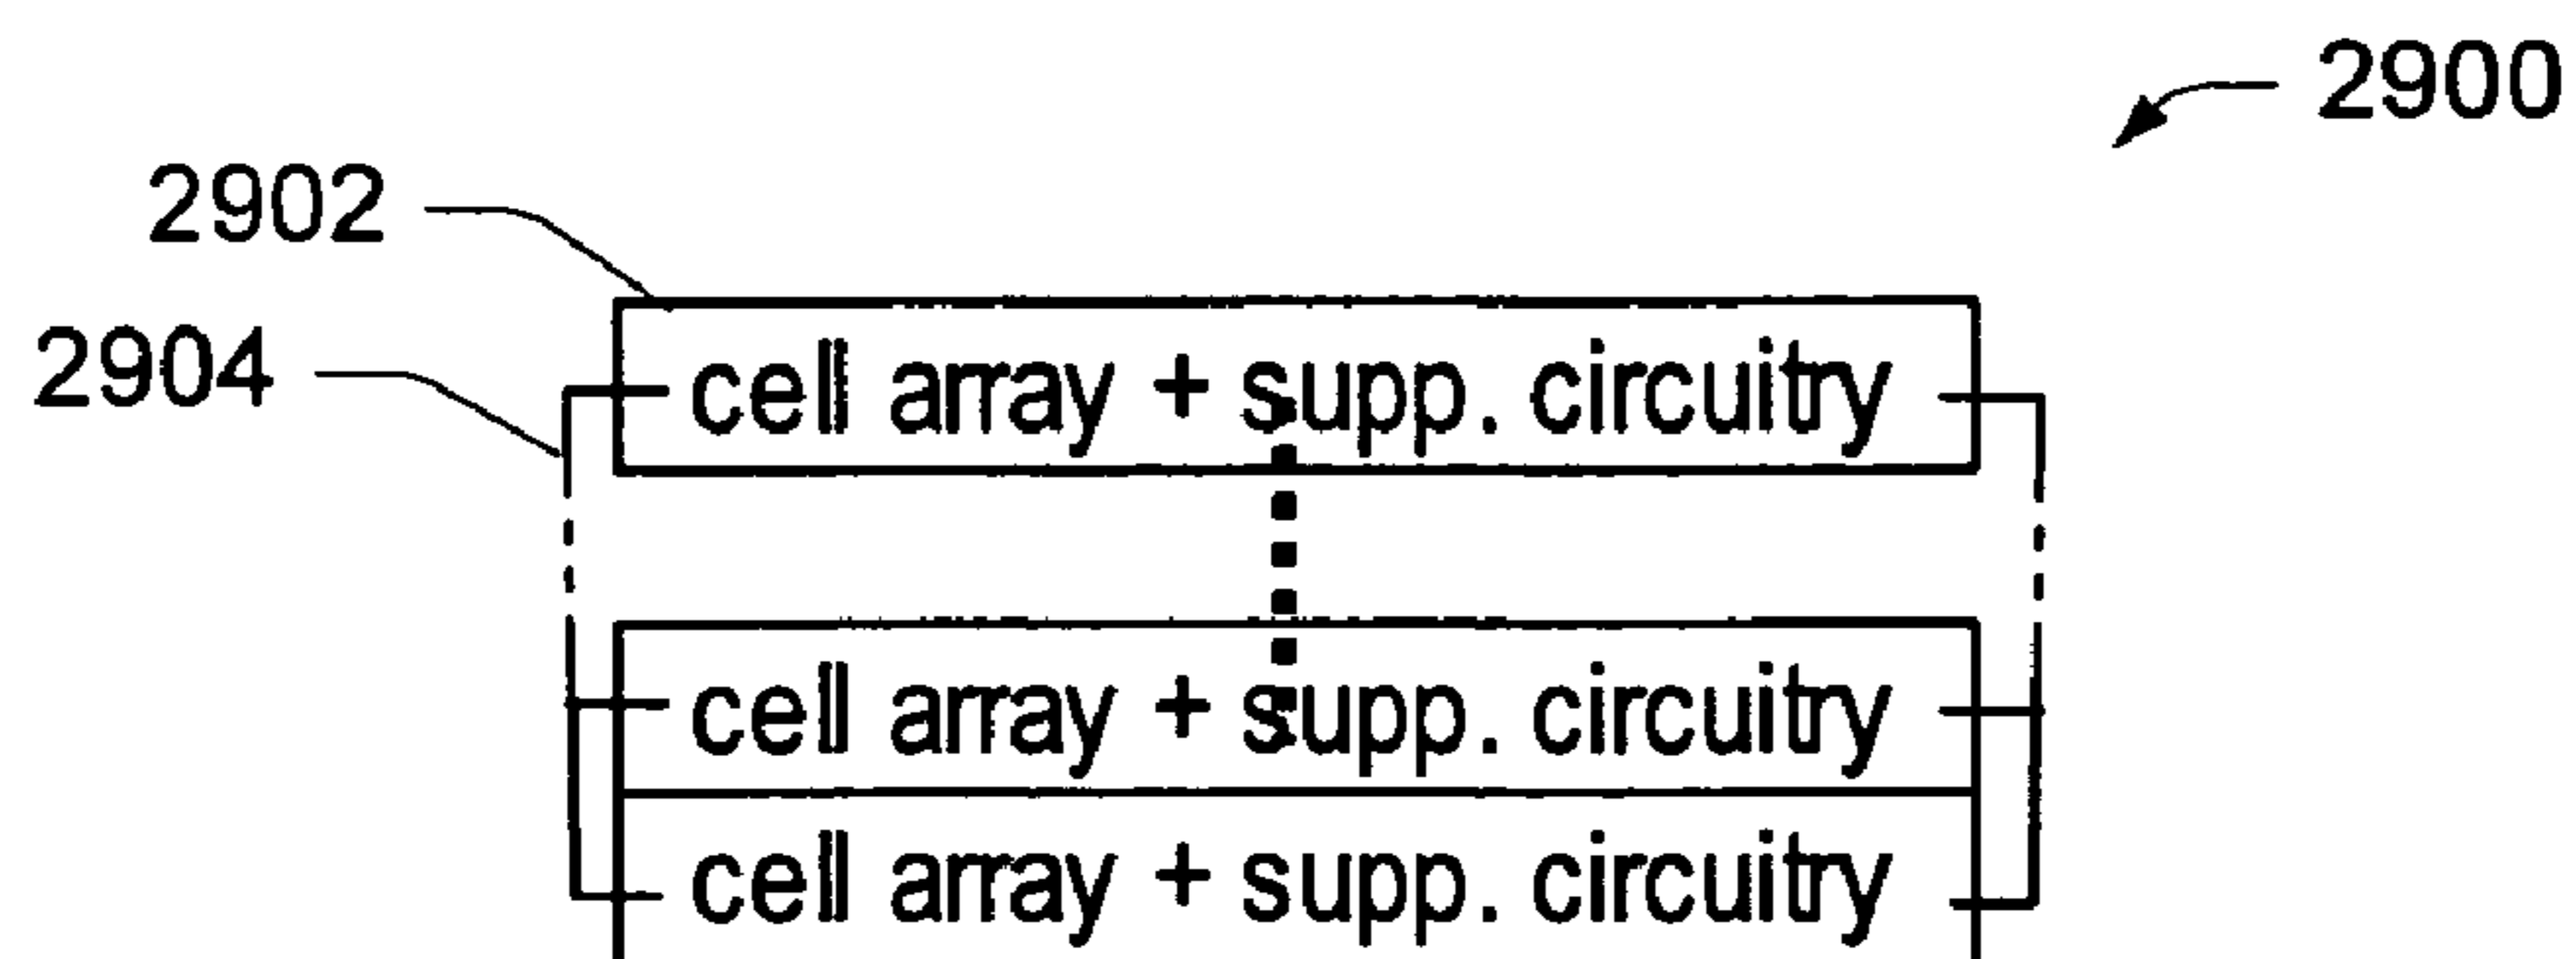 2900
2902
2904
cell array + supp. circuitry
cell array + supp. circuitry
cell array + supp. circuitry